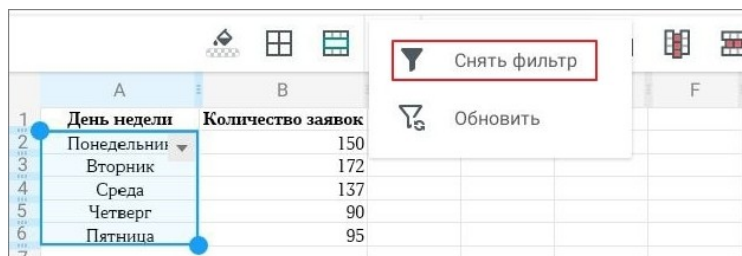 Снять фильтр
Обновить
A B F
1 День недели Количество заявок
2 Понедельник 150
3 Вторник 172
4 Среда 137
5 Четверг 90
6 Пятница 95